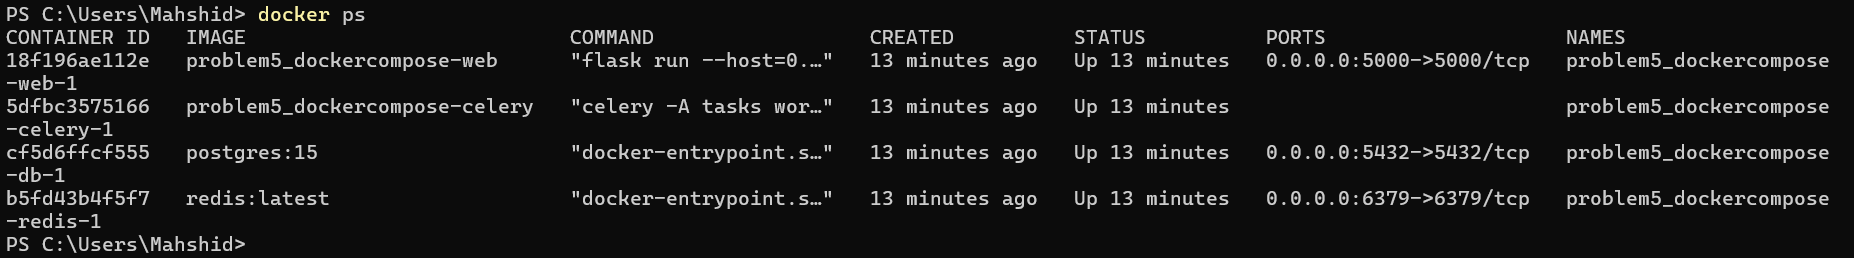 PS C:\Users\Mahshid> docker ps
CONTAINER ID   IMAGE                           COMMAND                  CREATED          STATUS          PORTS                    NAMES
18f196ae112e   problem5_dockercompose-web      "flask run --host=0.…"   13 minutes ago   Up 13 minutes   0.0.0.0:5000->5000/tcp   problem5_dockercompose
-web-1
5dfbc3575166   problem5_dockercompose-celery   "celery -A tasks wor…"   13 minutes ago   Up 13 minutes                            problem5_dockercompose
-celery-1
cf5d6ffcf555   postgres:15                     "docker-entrypoint.s…"   13 minutes ago   Up 13 minutes   0.0.0.0:5432->5432/tcp   problem5_dockercompose
-db-1
b5fd43b4f5f7   redis:latest                    "docker-entrypoint.s…"   13 minutes ago   Up 13 minutes   0.0.0.0:6379->6379/tcp   problem5_dockercompose
-redis-1
PS C:\Users\Mahshid>